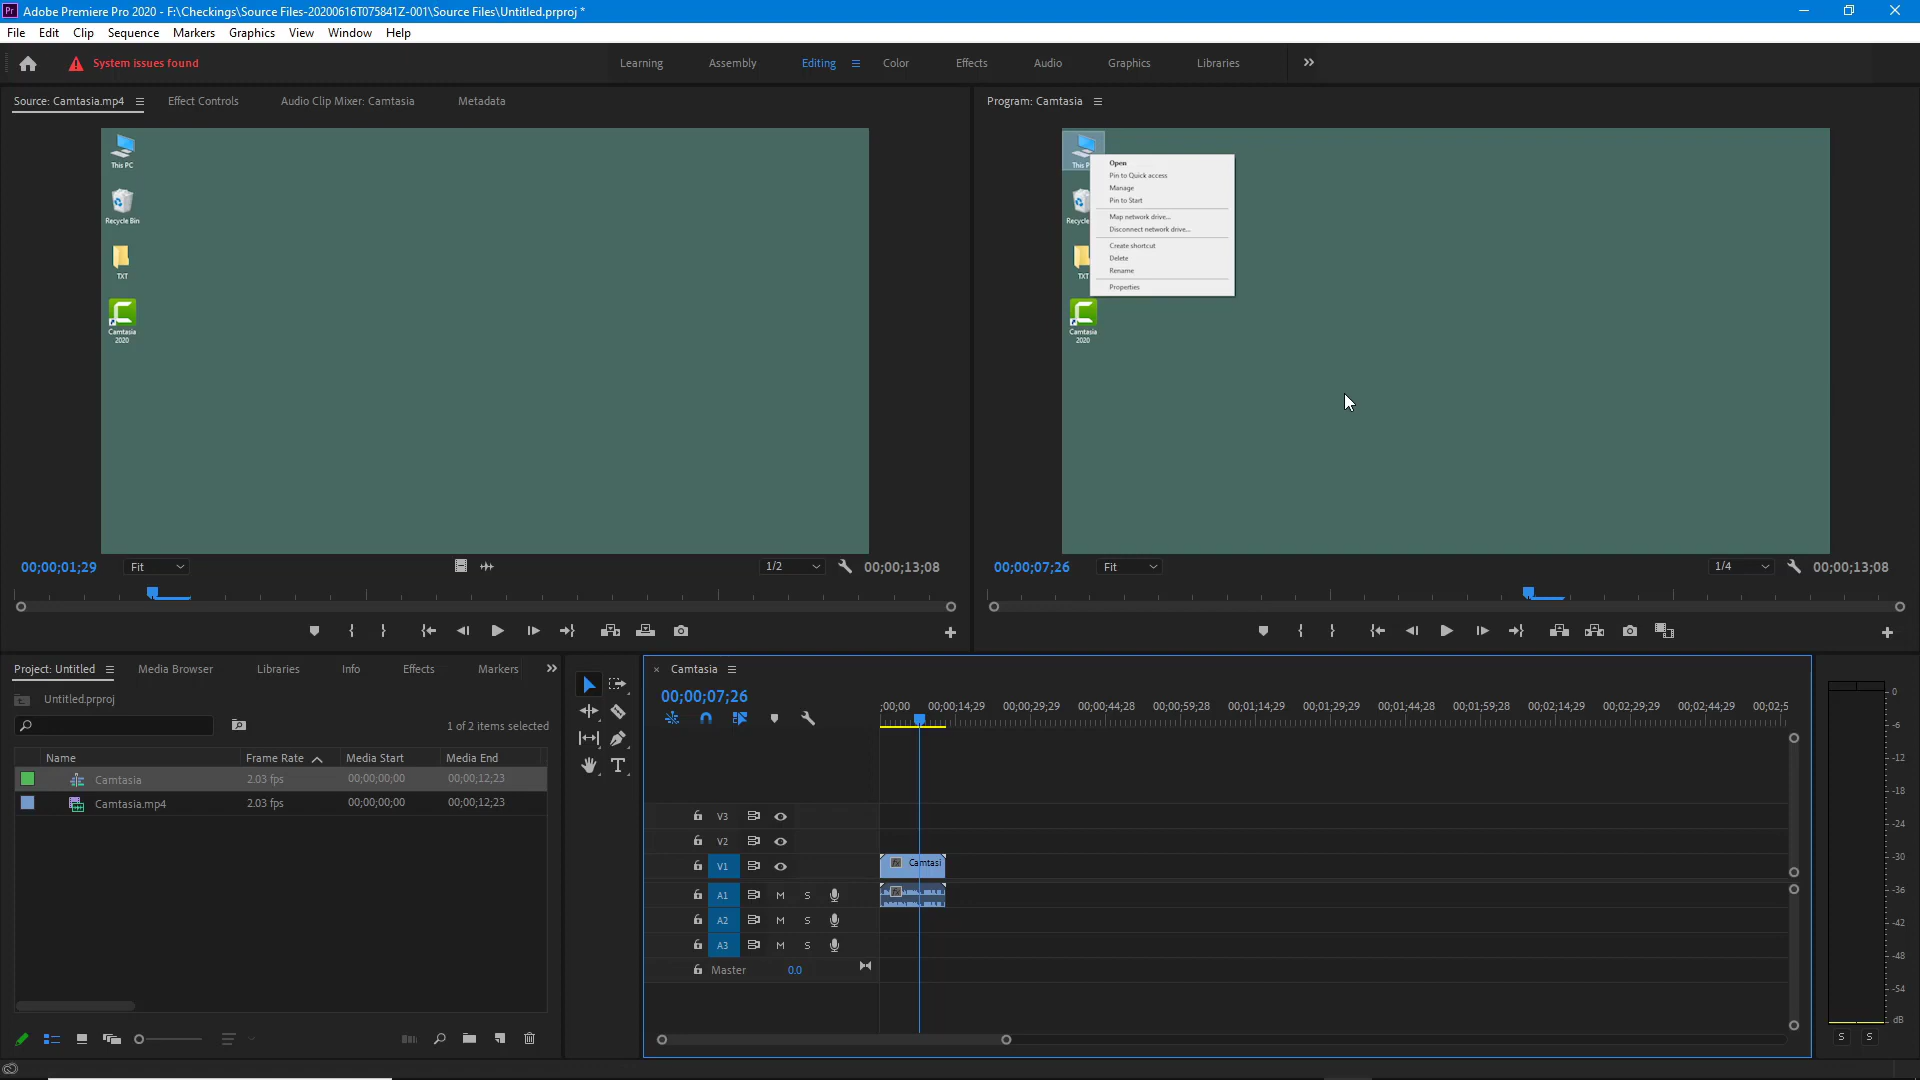 Adobe Premiere Pro 2020 - F:\Checkings\Source Files-20200616T075841Z-001\Source Files\Untitled.prproj *
File Edit Clip Sequence Markers Graphics View Window Help
System issues found
Learning Assembly Editing Color Effects Audio Graphics Libraries
Source: Camtasia.mp4 Effect Controls Audio Clip Mixer: Camtasia Metadata
Program: Camtasia
This PC
Recycle Bin
TXT
Camtasia
2020
Open
Pin to Quick access
Manage
Pin to Start
Map network drive...
Disconnect network drive...
Create shortcut
Delete
Rename
Properties
This P
Recycle
TXT
Camtasia
2020
00;00;01;29 Fit 1/2 00;00;13;08
00;00;07;26 Fit 1/4 00;00;13;08
Project: Untitled Media Browser Libraries Info Effects Markers
Untitled.prproj
1 of 2 items selected
Name Frame Rate Media Start Media End
Camtasia 2.03 fps 00;00;00;00 00;00;12;23
Camtasia.mp4 2.03 fps 00;00;00;00 00;00;12;23
Camtasia
00;00;07;26
;00;00 00;00;14;29 00;00;29;29 00;00;44;28 00;00;59;28 00;01;14;29 00;01;29;29 00;01;44;28 00;01;59;28 00;02;14;29 00;02;29;29 00;02;44;29 00;02;5
V3
V2
V1 Camtasi
A1 M S
A2 M S
A3 M S
Master 0.0
0
-6
-12
-18
-24
-30
-36
-42
-48
-54
dB
S S